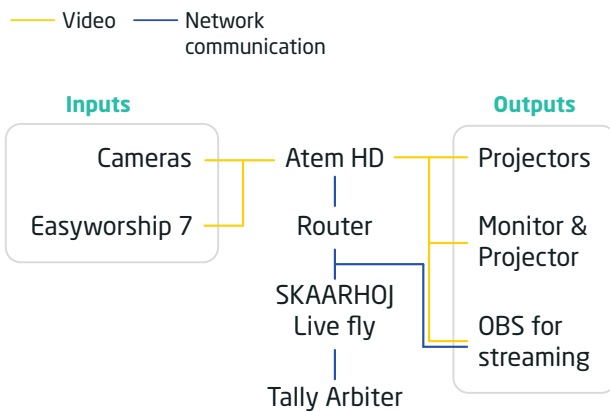 Video
Network
communication
Inputs
Outputs
Cameras
Atem HD
Projectors
Easyworship 7
Router
Monitor &
Projector
SKAARHOJ
Live fly
OBS for
streaming
Tally Arbiter